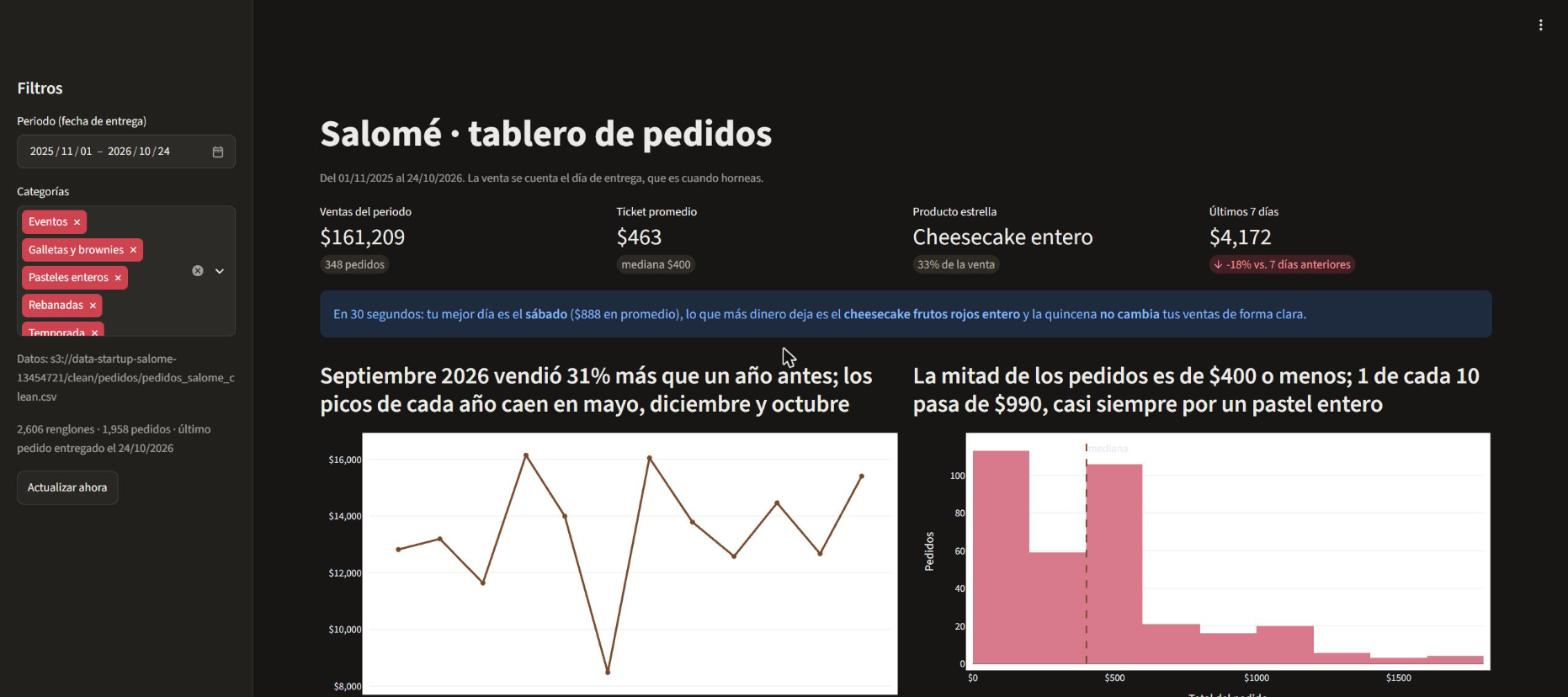 Filtros
Periodo (fecha de entrega)
2025/11/01 – 2026/10/24
Categorías
Eventos ×
Galletas y brownies ×
Pasteles enteros ×
Rebanadas ×
Temporada ×
Datos: s3://data-startup-salome-
13454721/clean/pedidos/pedidos_salome_c
lean.csv
2,606 renglones · 1,958 pedidos · último
pedido entregado el 24/10/2026
Actualizar ahora
Salomé · tablero de pedidos
Del 01/11/2025 al 24/10/2026. La venta se cuenta el día de entrega, que es cuando horneas.
Ventas del periodo
$161,209
348 pedidos
Ticket promedio
$463
mediana $400
Producto estrella
Cheesecake entero
33% de la venta
Últimos 7 días
$4,172
↓ -18% vs. 7 días anteriores
En 30 segundos: tu mejor día es el sábado ($888 en promedio), lo que más dinero deja es el cheesecake frutos rojos entero y la quincena no cambia tus ventas de forma clara.
Septiembre 2026 vendió 31% más que un año antes; los
picos de cada año caen en mayo, diciembre y octubre
$16,000
$14,000
$12,000
$10,000
$8,000
La mitad de los pedidos es de $400 o menos; 1 de cada 10
pasa de $990, casi siempre por un pastel entero
mediana
Pedidos
100
80
60
40
20
0
$0
$500
$1000
$1500
Total del pedido